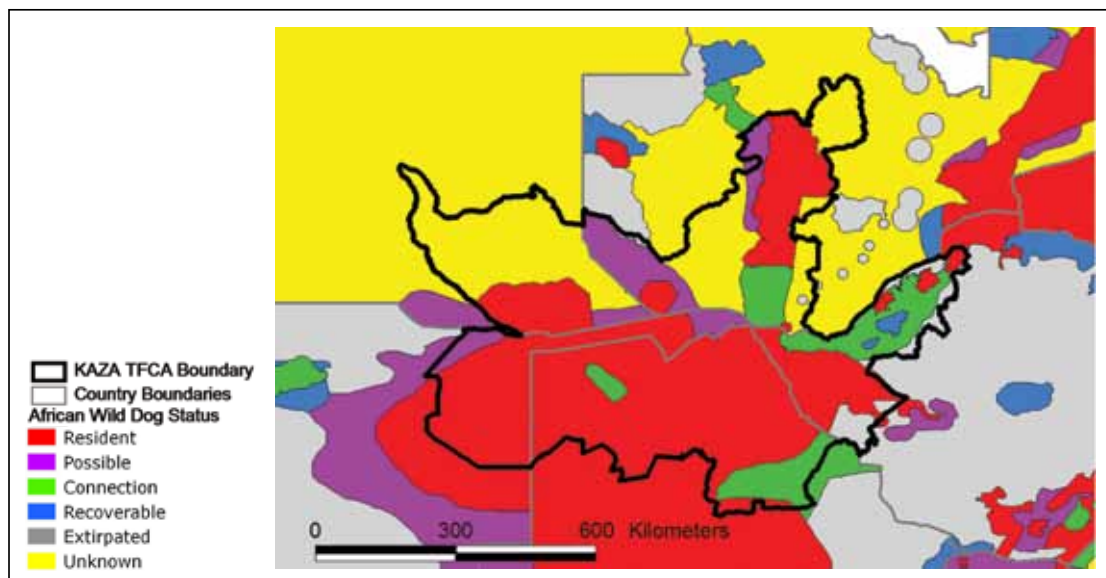 KAZA TFCA Boundary
Country Boundaries
African Wild Dog Status
Resident
Possible
Connection
Recoverable
Extirpated
Unknown
0 300 600 Kilometers